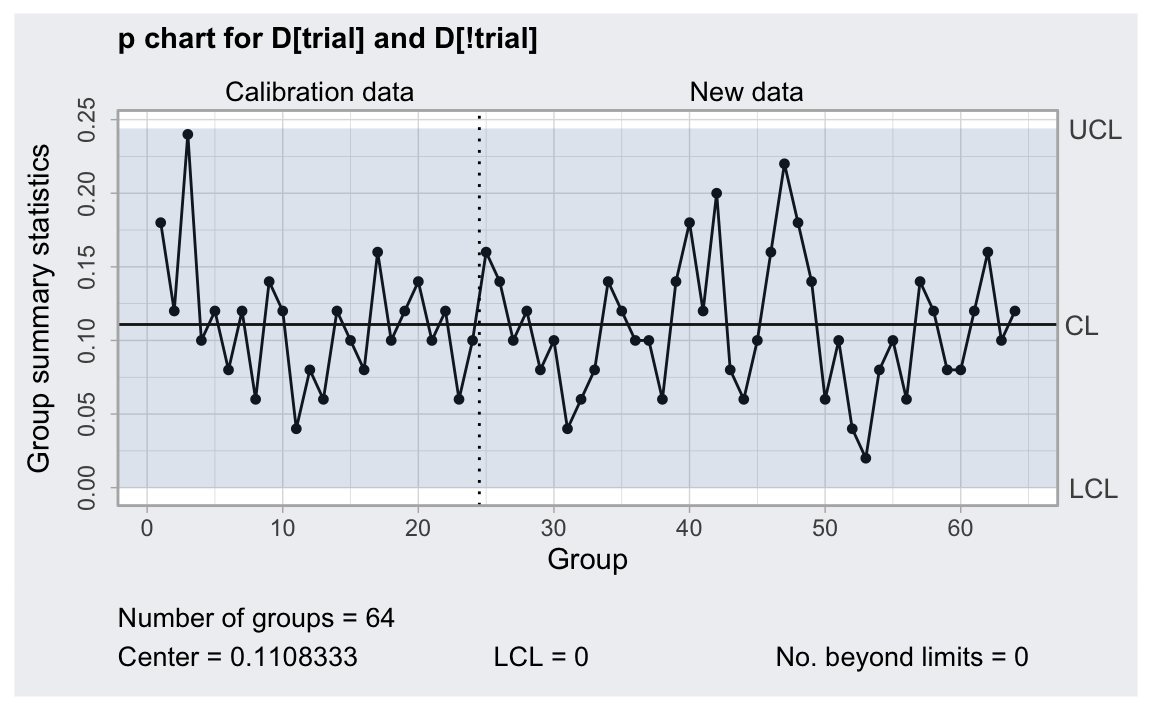 p chart for D[trial] and D[!trial]
Calibration data New data
0.25
0.20
0.15
0.10
0.05
0.00
Group summary statistics
UCL
CL
LCL
0 10 20 30 40 50 60
Group
Number of groups = 64
Center = 0.1108333 LCL = 0 No. beyond limits = 0